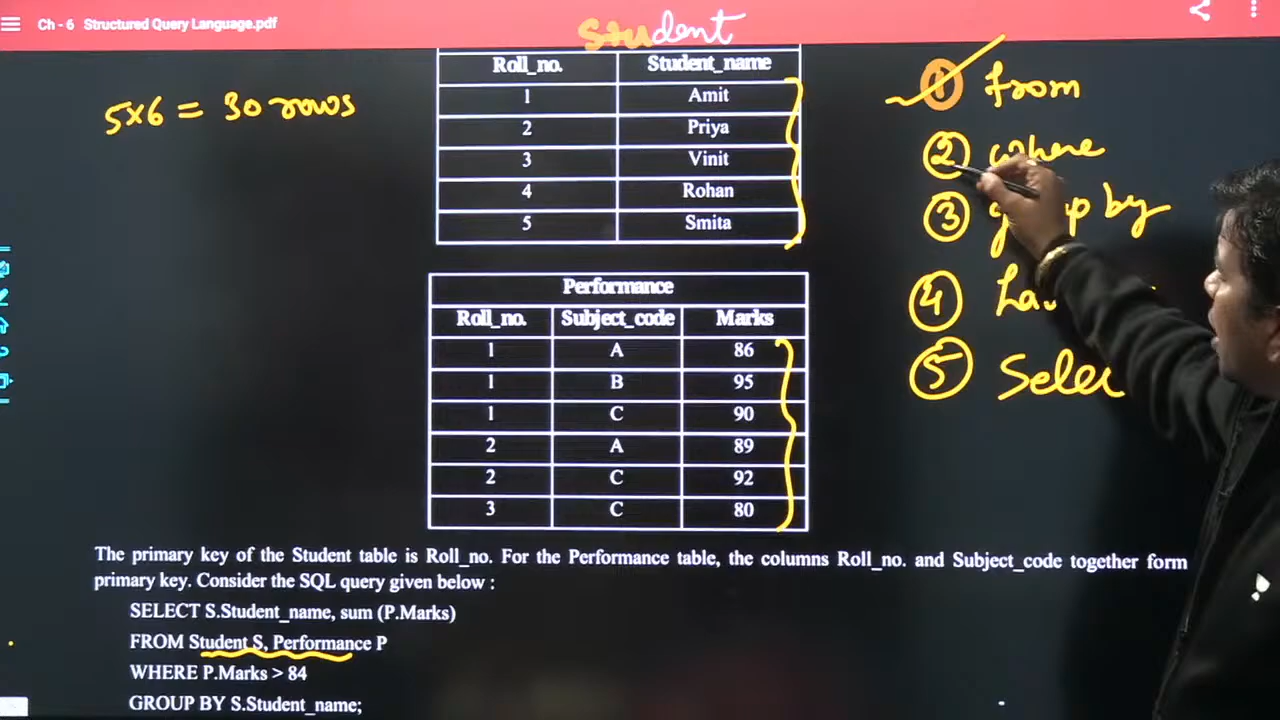 Ch - 6 Structured Query Language.pdf
Student
Roll_no. Student_name
1 Amit
2 Priya
3 Vinit
4 Rohan
5 Smita
5x6 = 30 rows
① from
② where
③ by
④
⑤
Performance
Roll_no. Subject_code Marks
1 A 86
1 B 95
1 C 90
2 A 89
2 C 92
3 C 80
The primary key of the Student table is Roll_no. For the Performance table, the columns Roll_no. and Subject_code together form
primary key. Consider the SQL query given below :
SELECT S.Student_name, sum (P.Marks)
FROM Student S, Performance P
WHERE P.Marks > 84
GROUP BY S.Student_name;